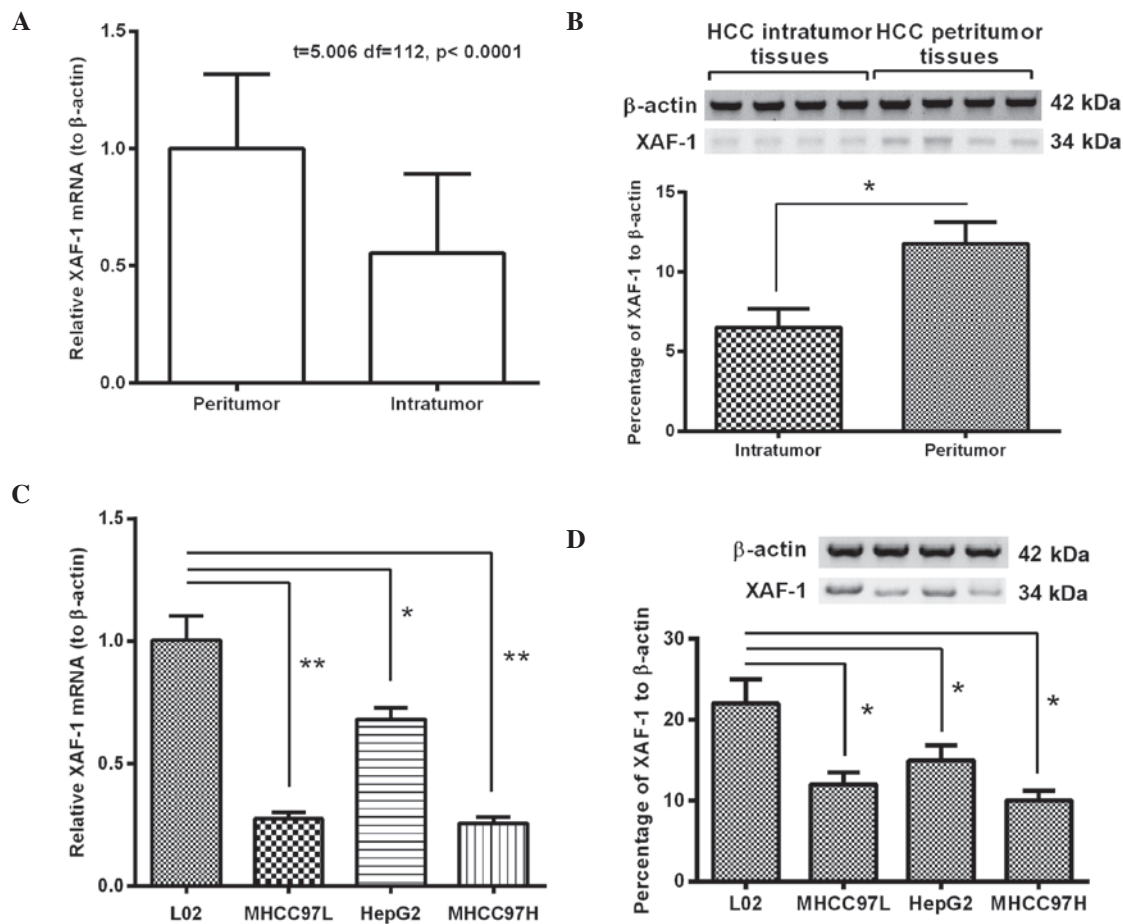 A
Relative XAF-1 mRNA (to β-actin)
1.5
1.0
0.5
0.0
t=5.006 df=112, p< 0.0001
Peritumor
Intratumor
B
HCC intratumor tissues
HCC petritumor tissues
β-actin
42 kDa
XAF-1
34 kDa
Percentage of XAF-1 to β-actin
15
10
5
0
*
Intratumor
Peritumor
C
Relative XAF-1 mRNA (to β-actin)
1.5
1.0
0.5
0.0
**
*
**
L02
MHCC97L
HepG2
MHCC97H
D
β-actin
42 kDa
XAF-1
34 kDa
Percentage of XAF-1 to β-actin
30
20
10
0
*
*
*
L02
MHCC97L
HepG2
MHCC97H